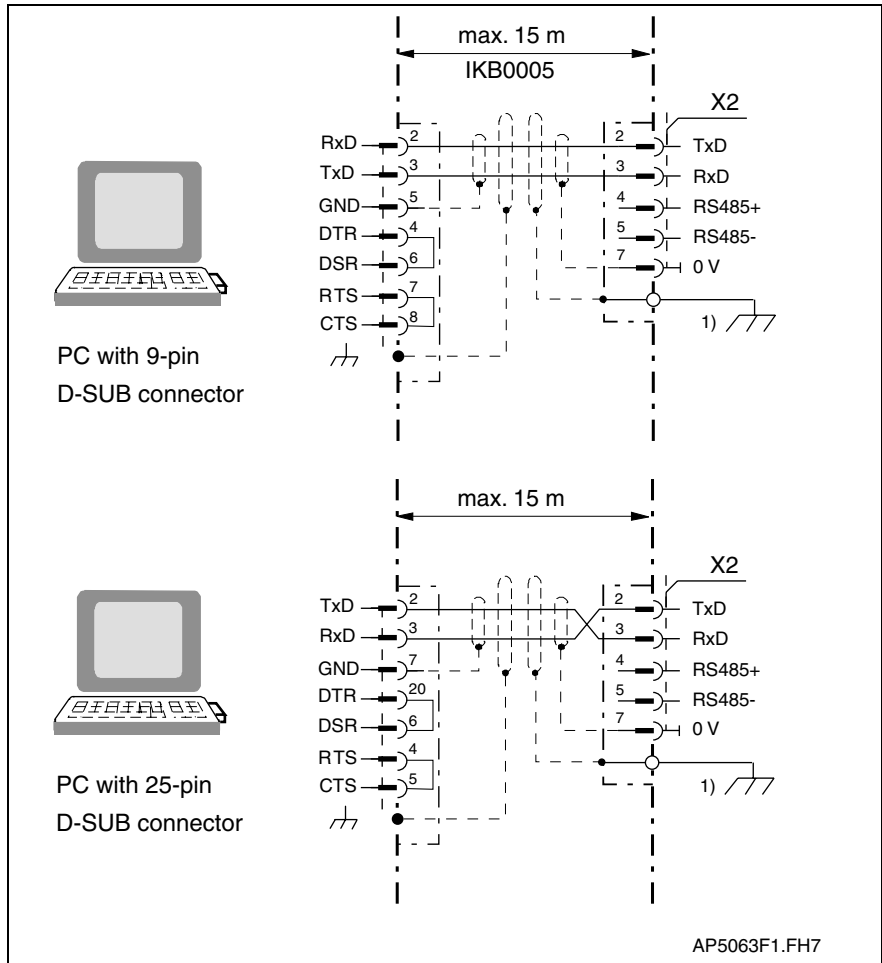 max. 15 m
IKB0005
X2
RxD 2 2 TxD
TxD 3 3 RxD
GND 5 4 RS485+
DTR 4 5 RS485-
DSR 6 7 0 V
RTS 7
CTS 8 1)
PC with 9-pin
D-SUB connector
max. 15 m
X2
TxD 2 2 TxD
RxD 3 3 RxD
GND 7 4 RS485+
DTR 20 5 RS485-
DSR 6 7 0 V
RTS 4
CTS 5 1)
PC with 25-pin
D-SUB connector
AP5063F1.FH7